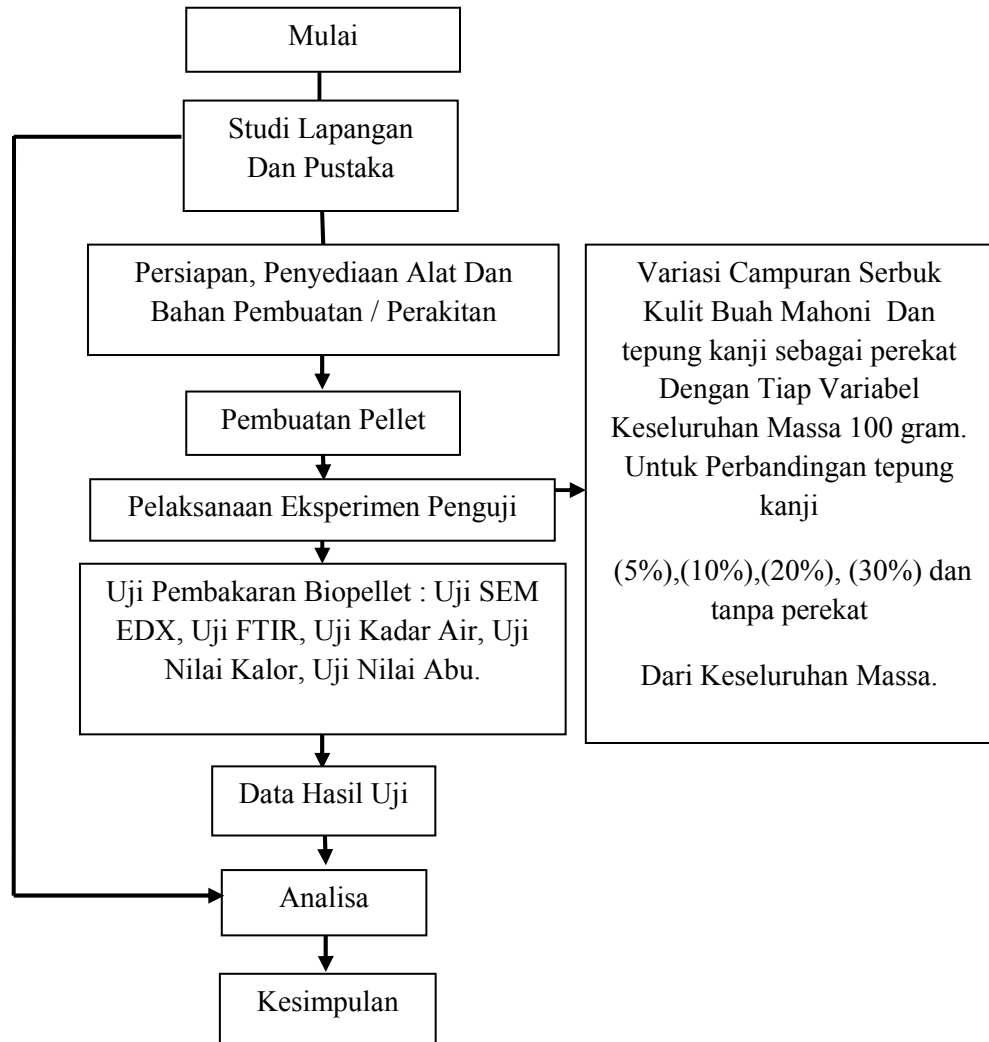 Mulai
Studi Lapangan
Dan Pustaka
Persiapan, Penyediaan Alat Dan
Bahan Pembuatan / Perakitan
Pembuatan Pellet
Pelaksanaan Eksperimen Penguji
Variasi Campuran Serbuk
Kulit Buah Mahoni Dan
tepung kanji sebagai perekat
Dengan Tiap Variabel
Keseluruhan Massa 100 gram.
Untuk Perbandingan tepung
kanji
(5%),(10%),(20%), (30%) dan
tanpa perekat
Dari Keseluruhan Massa.
Uji Pembakaran Biopellet : Uji SEM
EDX, Uji FTIR, Uji Kadar Air, Uji
Nilai Kalor, Uji Nilai Abu.
Data Hasil Uji
Analisa
Kesimpulan